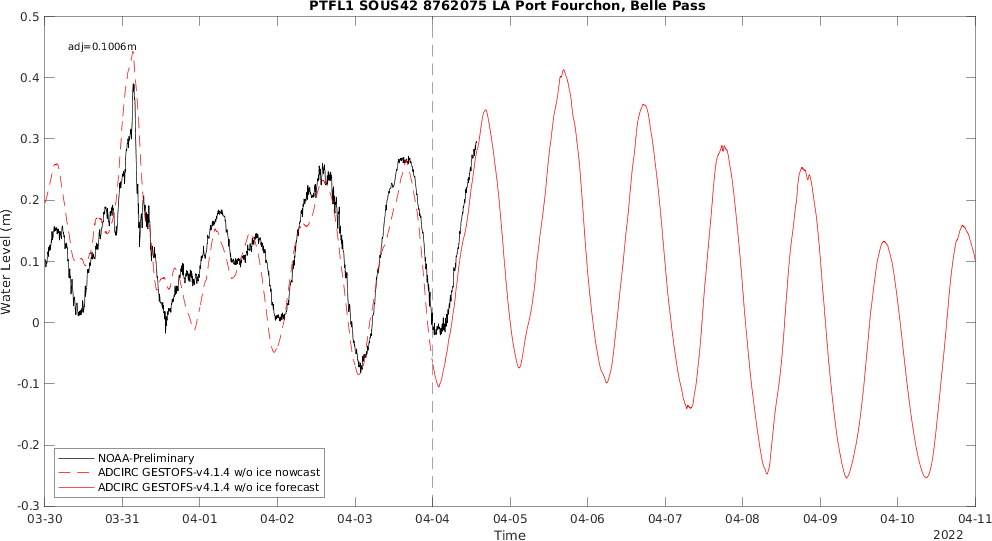 PTFL1 SOUS42 8762075 LA Port Fourchon, Belle Pass
adj=0.1006m
0.5
0.4
0.3
0.2
0.1
0
-0.1
-0.2
-0.3
Water Level (m)
NOAA-Preliminary
ADCIRC GESTOFS-v4.1.4 w/o ice nowcast
ADCIRC GESTOFS-v4.1.4 w/o ice forecast
03-30 03-31 04-01 04-02 04-03 04-04 04-05 04-06 04-07 04-08 04-09 04-10 04-11
Time
2022